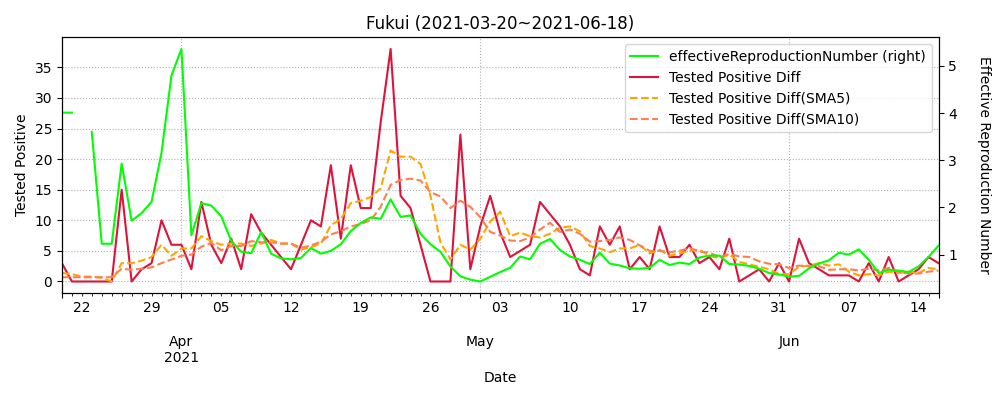 Fukui (2021-03-20~2021-06-18)
effectiveReproductionNumber (right)
Tested Positive Diff
Tested Positive Diff(SMA5)
Tested Positive Diff(SMA10)
Tested Positive
35
30
25
20
15
10
5
0
5
4
3
2
1
Effective Reproduction Number
22 29 05 12 19 26 03 10 17 24 31 07 14
Apr May Jun
2021
Date